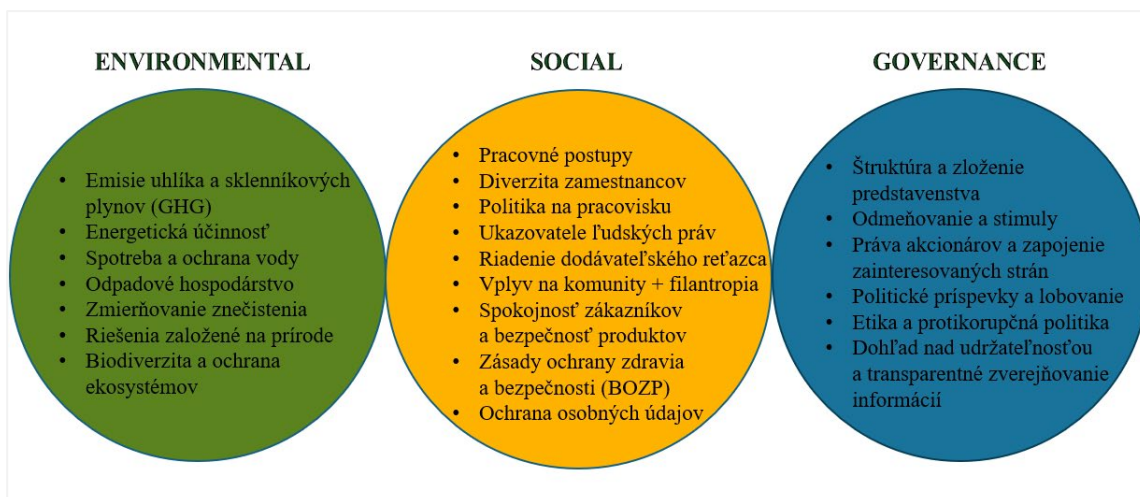 ENVIRONMENTAL
• Emisie uhlíka a sklenníkových
plynov (GHG)
• Energetická účinnosť
• Spotreba a ochrana vody
• Odpadové hospodárstvo
• Zmierňovanie znečistenia
• Riešenia založené na prírode
• Biodiverzita a ochrana
ekosystémov
SOCIAL
• Pracovné postupy
• Diverzita zamestnancov
• Politika na pracovisku
• Ukazovatele ľudských práv
• Riadenie dodávateľského reťazca
• Vplyv na komunity + filantropia
• Spokojnosť zákazníkov
a bezpečnosť produktov
• Zásady ochrany zdravia
a bezpečnosti (BOZP)
• Ochrana osobných údajov
GOVERNANCE
• Štruktúra a zloženie
predstavenstva
• Odmeňovanie a stimuly
• Práva akcionárov a zapojenie
zainteresovaných strán
• Politické príspevky a lobovanie
• Etika a protikorupčná politika
• Dohľad nad udržateľnosťou
a transparentné zverejňovanie
informácií